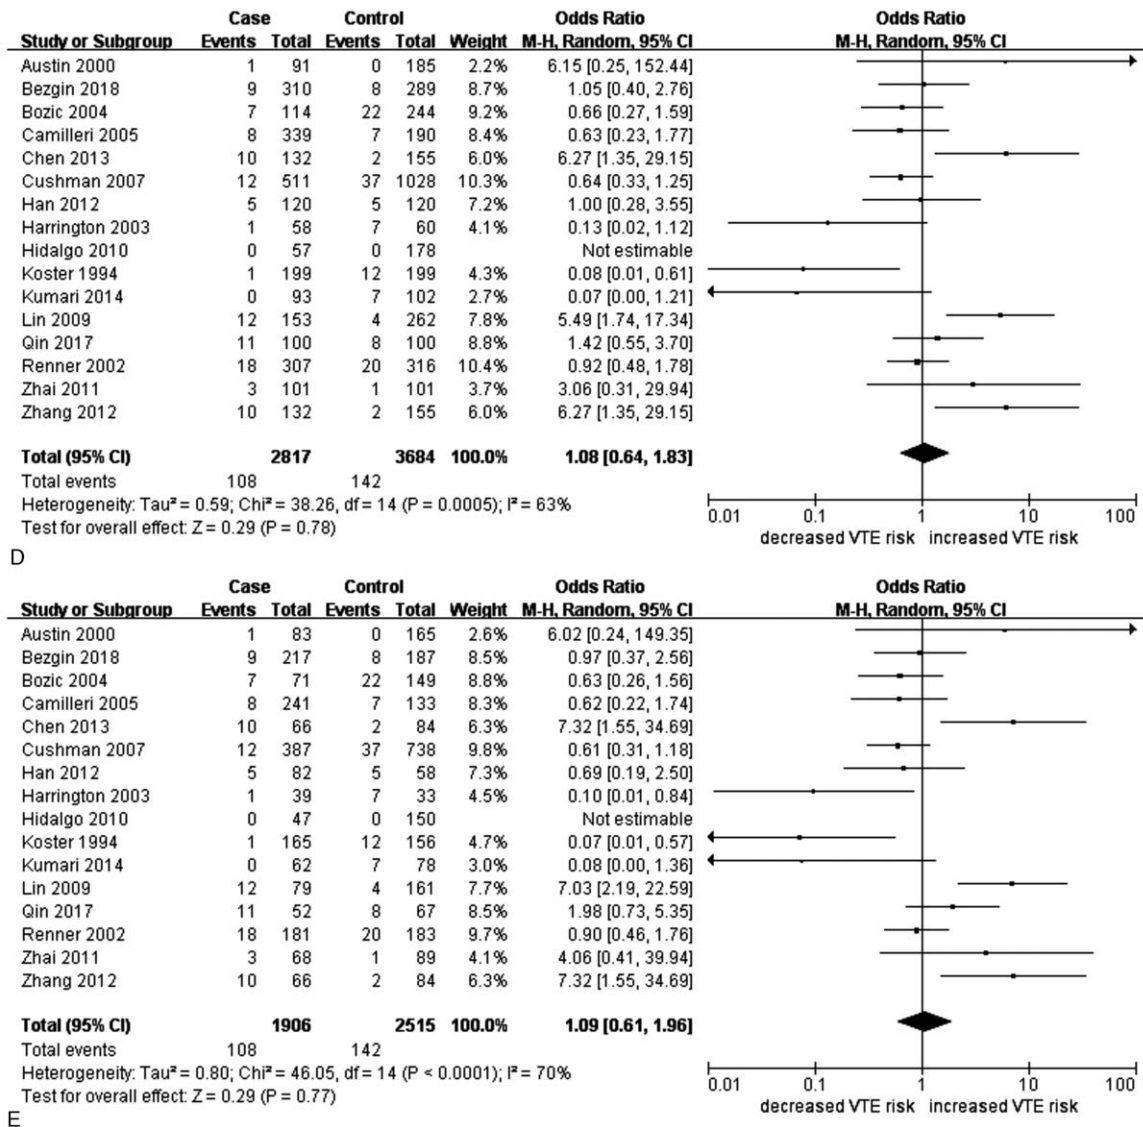 Case Control Odds Ratio Odds Ratio
Study or Subgroup Events Total Events Total Weight M-H, Random, 95% CI M-H, Random, 95% CI
Austin 2000 1 91 0 185 2.2% 6.15 [0.25, 152.44]
Bezgin 2018 9 310 8 289 8.7% 1.05 [0.40, 2.76]
Bozic 2004 7 114 22 244 9.2% 0.66 [0.27, 1.59]
Camilleri 2005 8 339 7 190 8.4% 0.63 [0.23, 1.77]
Chen 2013 10 132 2 155 6.0% 6.27 [1.35, 29.15]
Cushman 2007 12 511 37 1028 10.3% 0.64 [0.33, 1.25]
Han 2012 5 120 5 120 7.2% 1.00 [0.28, 3.55]
Harrington 2003 1 58 7 60 4.1% 0.13 [0.02, 1.12]
Hidalgo 2010 0 57 0 178 Not estimable
Koster 1994 1 199 12 199 4.3% 0.08 [0.01, 0.61]
Kumari 2014 0 93 7 102 2.7% 0.07 [0.00, 1.21]
Lin 2009 12 153 4 262 7.8% 5.49 [1.74, 17.34]
Qin 2017 11 100 8 100 8.8% 1.42 [0.55, 3.70]
Renner 2002 18 307 20 316 10.4% 0.92 [0.48, 1.78]
Zhai 2011 3 101 1 101 3.7% 3.06 [0.31, 29.94]
Zhang 2012 10 132 2 155 6.0% 6.27 [1.35, 29.15]
Total (95% CI) 2817 3684 100.0% 1.08 [0.64, 1.83]
Total events 108 142
Heterogeneity: Tau² = 0.59; Chi² = 38.26, df = 14 (P = 0.0005); I² = 63%
Test for overall effect: Z = 0.29 (P = 0.78)
0.01 0.1 1 10 100
decreased VTE risk increased VTE risk
D
Case Control Odds Ratio Odds Ratio
Study or Subgroup Events Total Events Total Weight M-H, Random, 95% CI M-H, Random, 95% CI
Austin 2000 1 83 0 165 2.6% 6.02 [0.24, 149.35]
Bezgin 2018 9 217 8 187 8.5% 0.97 [0.37, 2.56]
Bozic 2004 7 71 22 149 8.8% 0.63 [0.26, 1.56]
Camilleri 2005 8 241 7 133 8.3% 0.62 [0.22, 1.74]
Chen 2013 10 66 2 84 6.3% 7.32 [1.55, 34.69]
Cushman 2007 12 387 37 738 9.8% 0.61 [0.31, 1.18]
Han 2012 5 82 5 58 7.3% 0.69 [0.19, 2.50]
Harrington 2003 1 39 7 33 4.5% 0.10 [0.01, 0.84]
Hidalgo 2010 0 47 0 150 Not estimable
Koster 1994 1 165 12 156 4.7% 0.07 [0.01, 0.57]
Kumari 2014 0 62 7 78 3.0% 0.08 [0.00, 1.36]
Lin 2009 12 79 4 161 7.7% 7.03 [2.19, 22.59]
Qin 2017 11 52 8 67 8.5% 1.98 [0.73, 5.35]
Renner 2002 18 181 20 183 9.7% 0.90 [0.46, 1.76]
Zhai 2011 3 68 1 89 4.1% 4.06 [0.41, 39.94]
Zhang 2012 10 66 2 84 6.3% 7.32 [1.55, 34.69]
Total (95% CI) 1906 2515 100.0% 1.09 [0.61, 1.96]
Total events 108 142
Heterogeneity: Tau² = 0.80; Chi² = 46.05, df = 14 (P < 0.0001); I² = 70%
Test for overall effect: Z = 0.29 (P = 0.77)
0.01 0.1 1 10 100
decreased VTE risk increased VTE risk
E